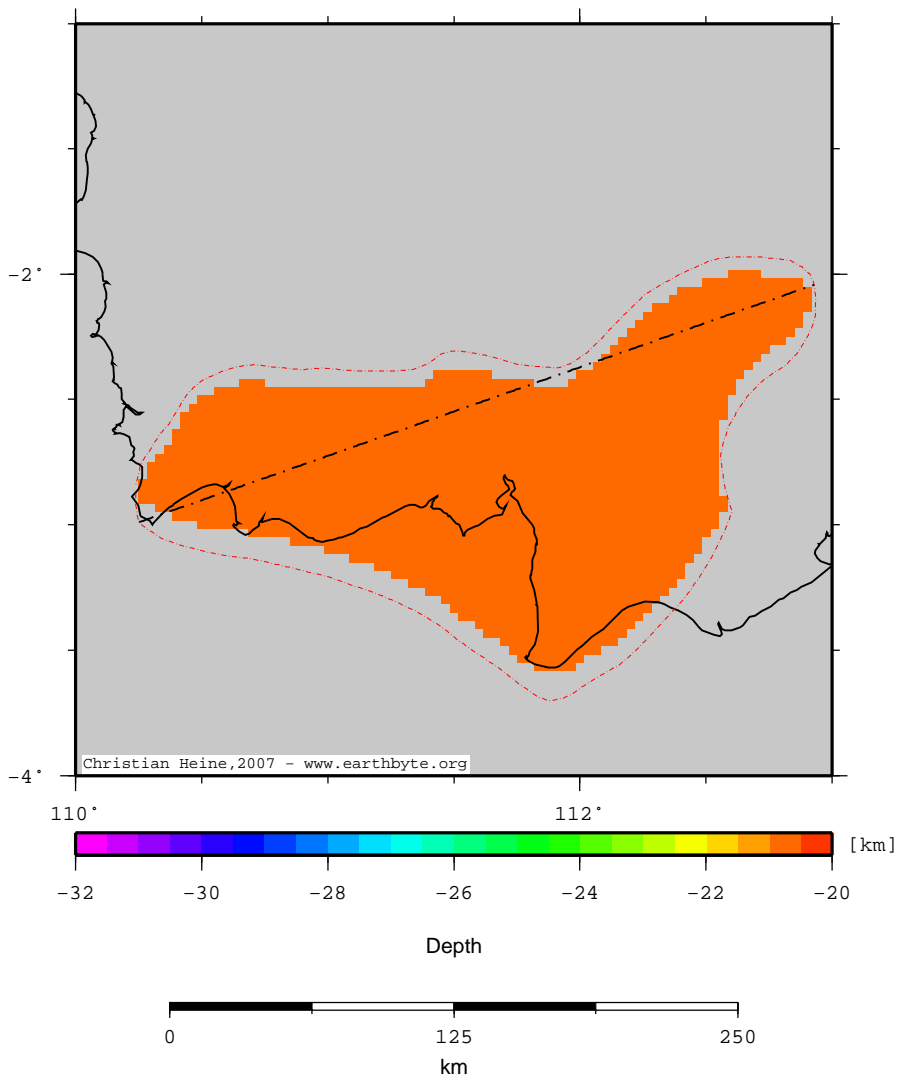 −2°
Christian Heine,2007 − www.earthbyte.org
−4°
110° 112°
[km]
−32 −30 −28 −26 −24 −22 −20
Depth
0 125 250
km